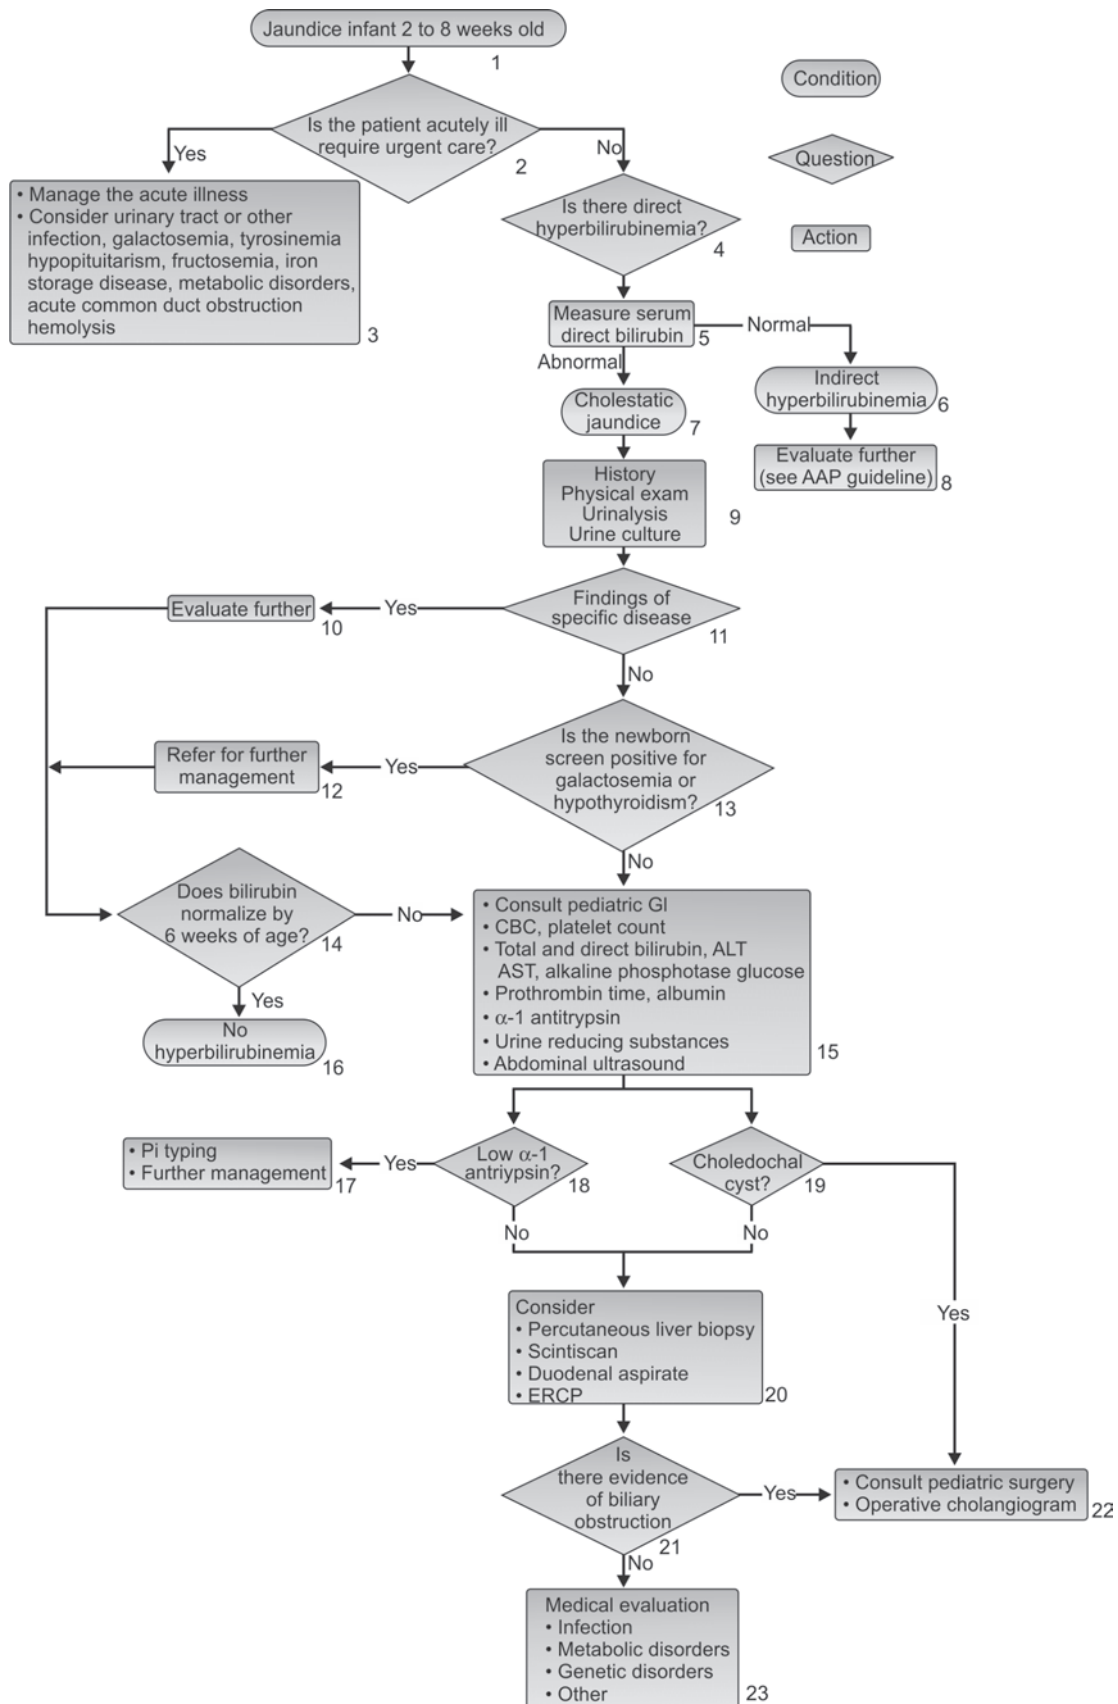 Jaundice infant 2 to 8 weeks old
1
Condition
Is the patient acutely ill
require urgent care?
2
Yes
No
Question
• Manage the acute illness
• Consider urinary tract or other
infection, galactosemia, tyrosinemia
hypopituitarism, fructosemia, iron
storage disease, metabolic disorders,
acute common duct obstruction
hemolysis
3
Is there direct
hyperbilirubinemia?
4
Action
Measure serum
direct bilirubin
5
Normal
Abnormal
Indirect
hyperbilirubinemia
6
Cholestatic
jaundice
7
Evaluate further
(see AAP guideline)
8
History
Physical exam
Urinalysis
Urine culture
9
Evaluate further
10
Yes
Findings of
specific disease
11
No
Refer for further
management
12
Yes
Is the newborn
screen positive for
galactosemia or
hypothyroidism?
13
No
Does bilirubin
normalize by
6 weeks of age?
14
No
Yes
No
hyperbilirubinemia
16
• Consult pediatric GI
• CBC, platelet count
• Total and direct bilirubin, ALT
AST, alkaline phosphotase glucose
• Prothrombin time, albumin
• α-1 antitrypsin
• Urine reducing substances
• Abdominal ultrasound
15
• Pi typing
• Further management
17
Yes
Low α-1
antriypsin?
18
No
Choledochal
cyst?
19
No
Yes
Consider
• Percutaneous liver biopsy
• Scintiscan
• Duodenal aspirate
• ERCP
20
Is
there evidence
of biliary
obstruction
21
Yes
No
• Consult pediatric surgery
• Operative cholangiogram
22
Medical evaluation
• Infection
• Metabolic disorders
• Genetic disorders
• Other
23